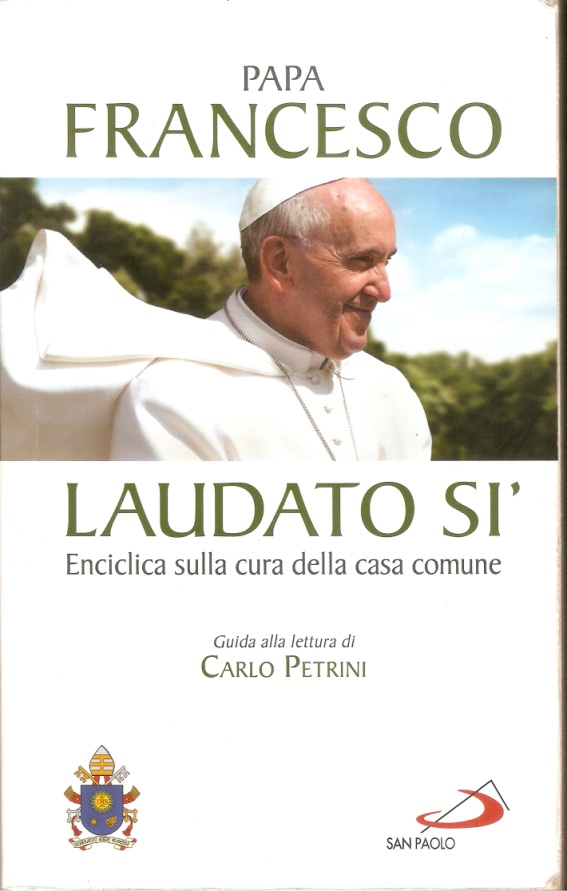 PAPA
FRANCESCO
LAUDATO SI'
Enciclica sulla cura della casa comune
Guida alla lettura di
CARLO PETRINI
SAN PAOLO